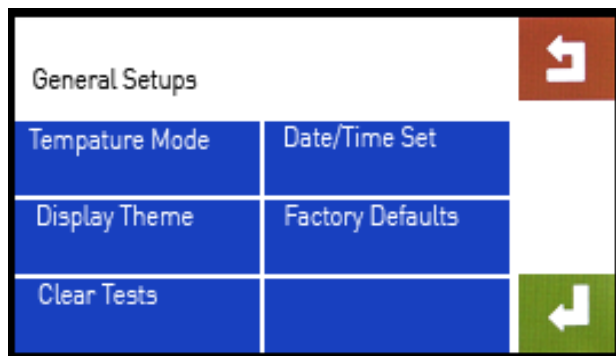 General Setups
Tempature Mode
Date/Time Set
Display Theme
Factory Defaults
Clear Tests